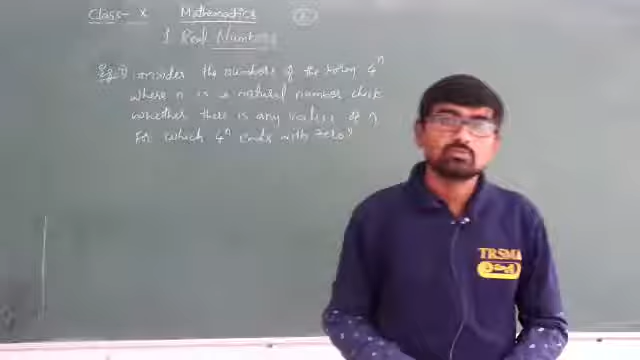 Class - X Mathematics
1 Real Numbers
consider the numbers of the form 4ⁿ
where n is a natural number check
whether there is any value of n
for which 4ⁿ ends with zero?
TRSMA